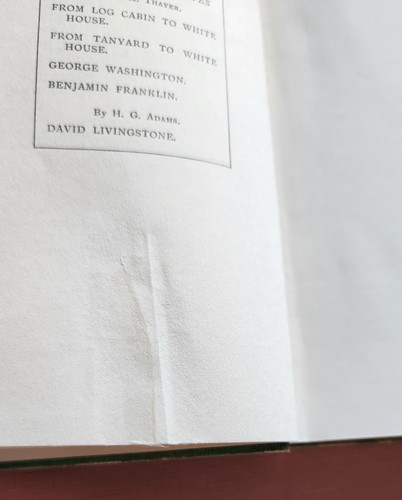 THAYER.
FROM LOG CABIN TO WHITE
HOUSE.
FROM TANYARD TO WHITE
HOUSE.
GEORGE WASHINGTON.
BENJAMIN FRANKLIN.
By H. G. ADAMS.
DAVID LIVINGSTONE.